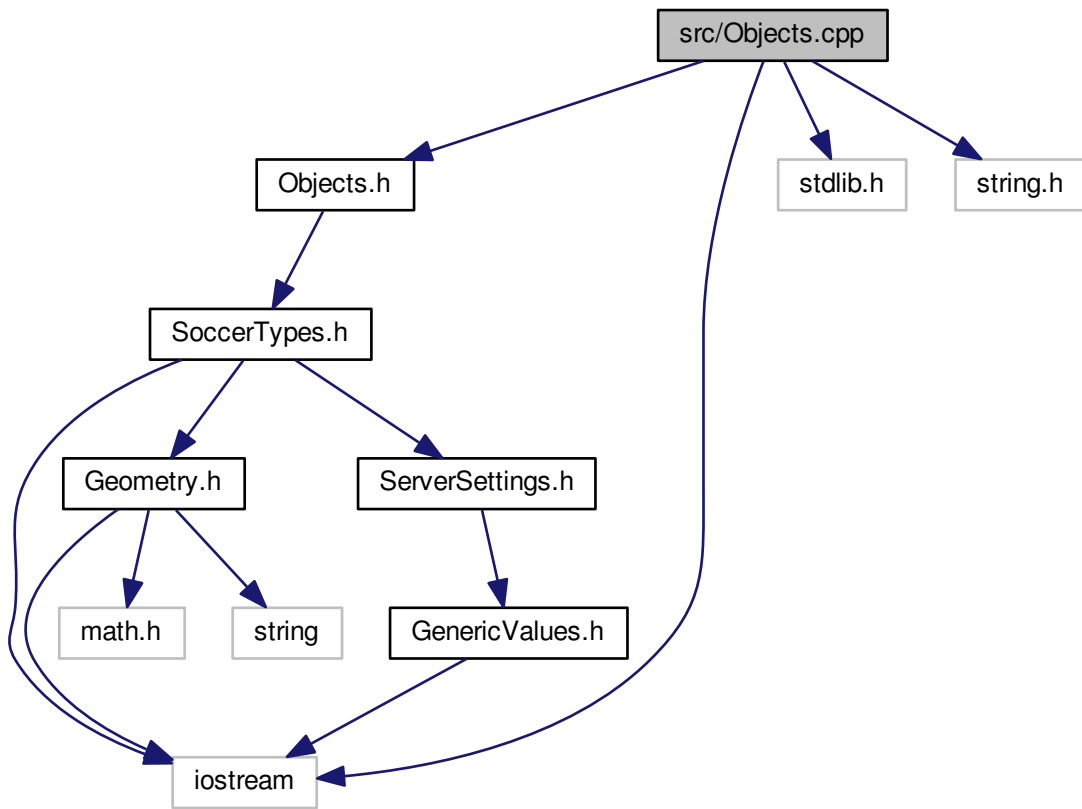 src/Objects.cpp
Objects.h
stdlib.h
string.h
SoccerTypes.h
Geometry.h
ServerSettings.h
math.h
string
GenericValues.h
iostream